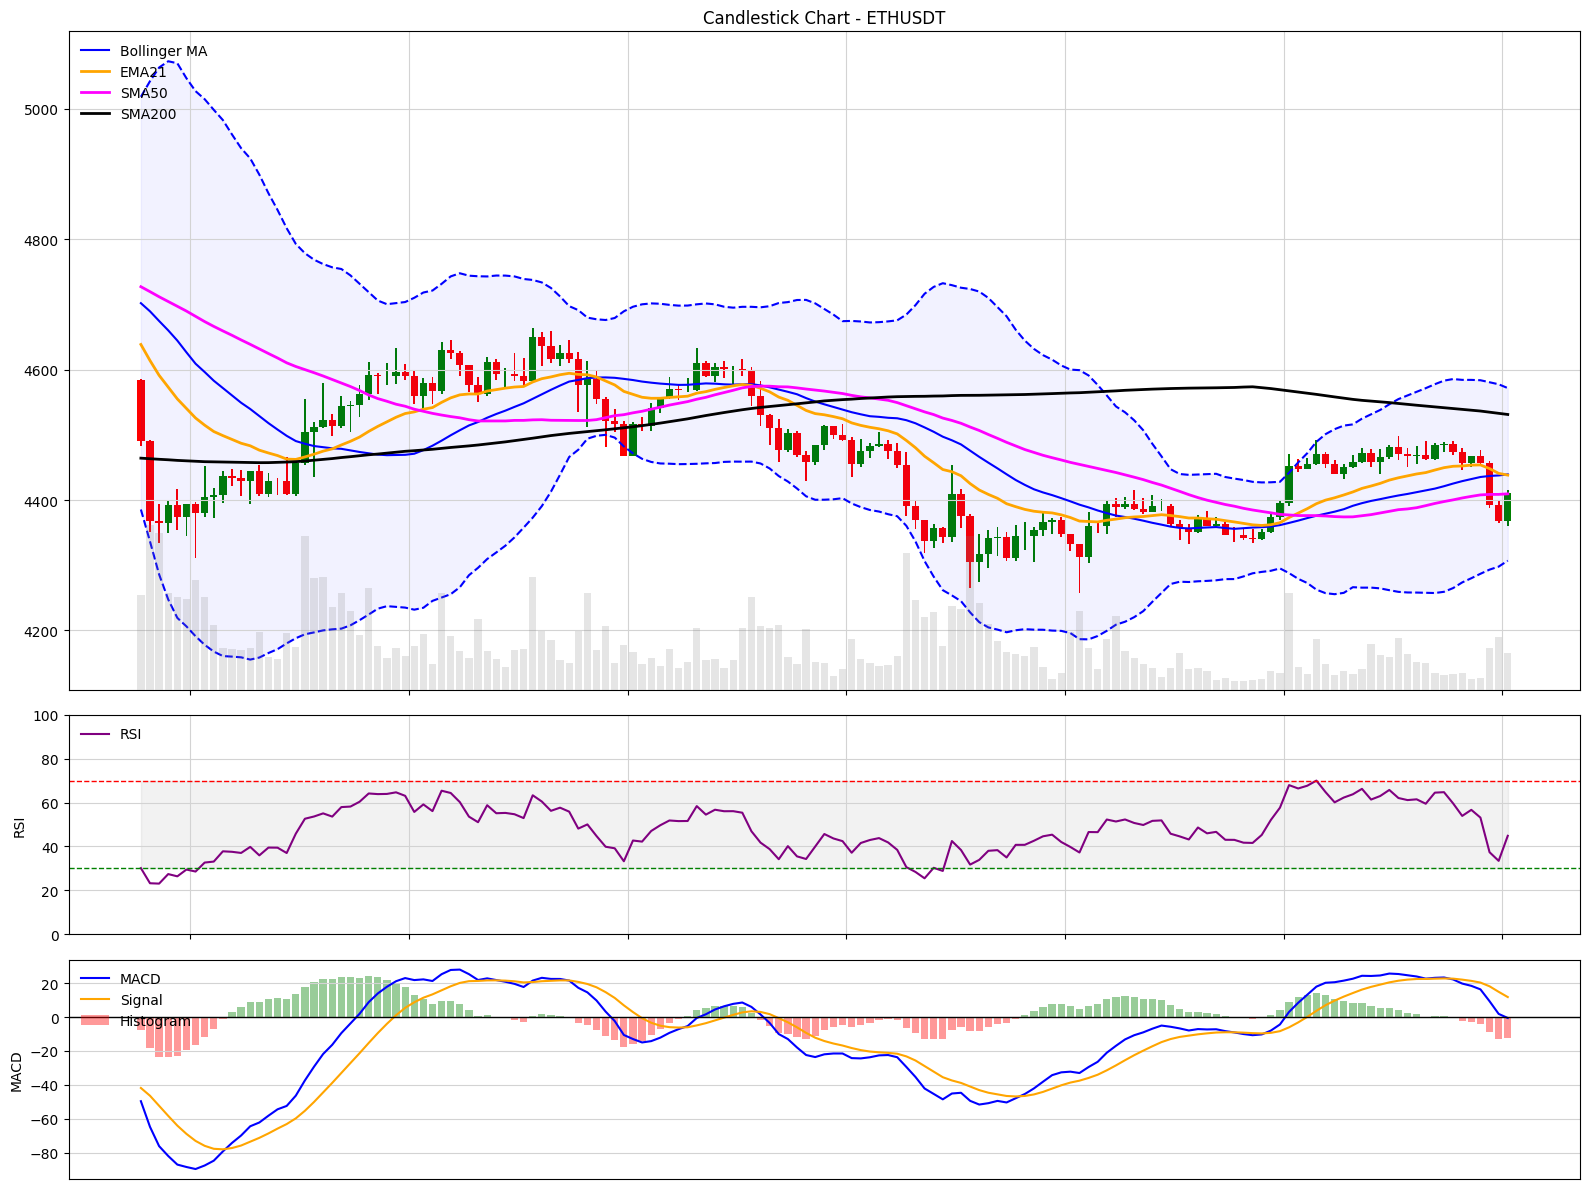 Candlestick Chart - ETHUSDT
Bollinger MA
EMA21
SMA50
SMA200
5000
4800
4600
4400
4200
RSI
100
80
60
40
20
0
RSI
MACD
Signal
Histogram
20
0
−20
−40
−60
−80
MACD